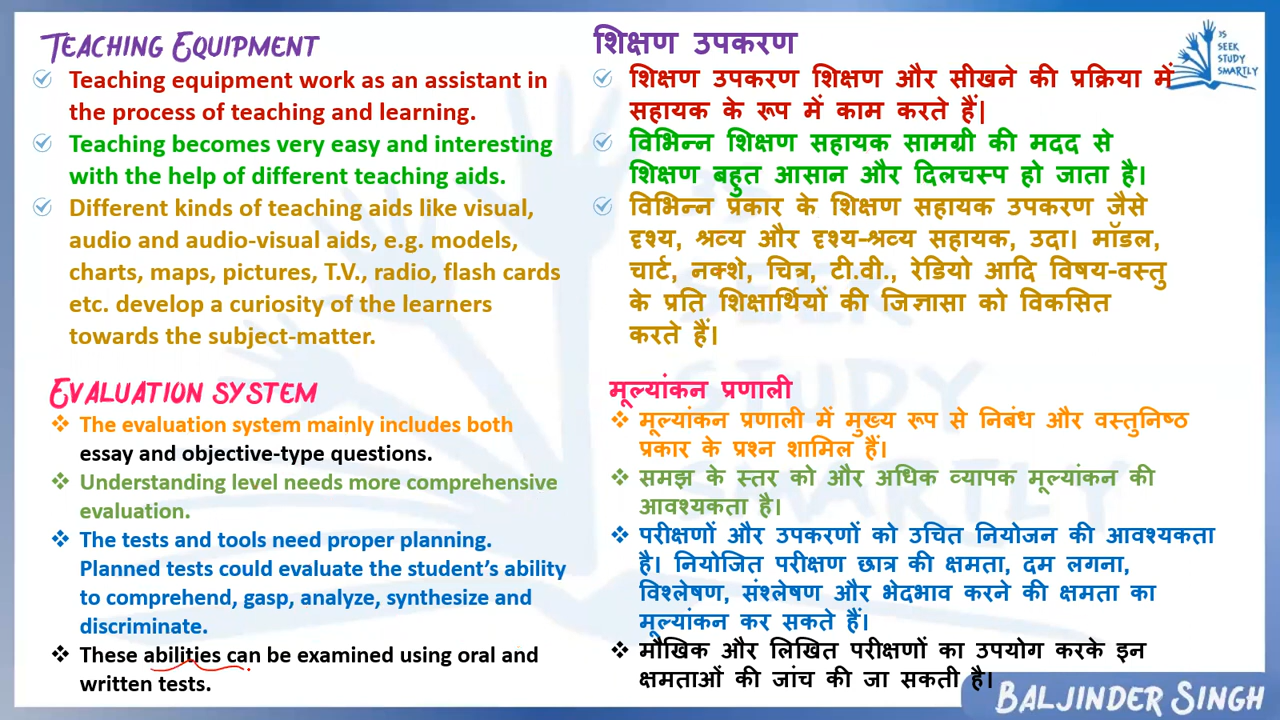 TEACHING EQUIPMENT
Teaching equipment work as an assistant in
the process of teaching and learning.
Teaching becomes very easy and interesting
with the help of different teaching aids.
Different kinds of teaching aids like visual,
audio and audio-visual aids, e.g. models,
charts, maps, pictures, T.V., radio, flash cards
etc. develop a curiosity of the learners
towards the subject-matter.
EVALUATION SYSTEM
The evaluation system mainly includes both
essay and objective-type questions.
Understanding level needs more comprehensive
evaluation.
The tests and tools need proper planning.
Planned tests could evaluate the student’s ability
to comprehend, gasp, analyze, synthesize and
discriminate.
These abilities can be examined using oral and
written tests.
शिक्षण उपकरण
शिक्षण उपकरण शिक्षण और सीखने की प्रक्रिया में
सहायक के रूप में काम करते हैं|
विभिन्न शिक्षण सहायक सामग्री की मदद से
शिक्षण बहुत आसान और दिलचस्प हो जाता है।
विभिन्न प्रकार के शिक्षण सहायक उपकरण जैसे
दृश्य, श्रव्य और दृश्य-श्रव्य सहायक, उदा। मॉडल,
चार्ट, नक्शे, चित्र, टी.वी., रेडियो आदि विषय-वस्तु
के प्रति शिक्षार्थियों की जिज्ञासा को विकसित
करते हैं।
मूल्यांकन प्रणाली
मूल्यांकन प्रणाली में मुख्य रूप से निबंध और वस्तुनिष्ठ
प्रकार के प्रश्न शामिल हैं।
समझ के स्तर को और अधिक व्यापक मूल्यांकन की
आवश्यकता है।
परीक्षणों और उपकरणों को उचित नियोजन की आवश्यकता
है। नियोजित परीक्षण छात्र की क्षमता, दम लगना,
विश्लेषण, संश्लेषण और भेदभाव करने की क्षमता का
मूल्यांकन कर सकते हैं।
मौखिक और लिखित परीक्षणों का उपयोग करके इन
क्षमताओं की जांच की जा सकती है।
3S
SEEK
STUDY
SMARTLY
BALJINDER SINGH
SEEK
STUDY
SMARTLY